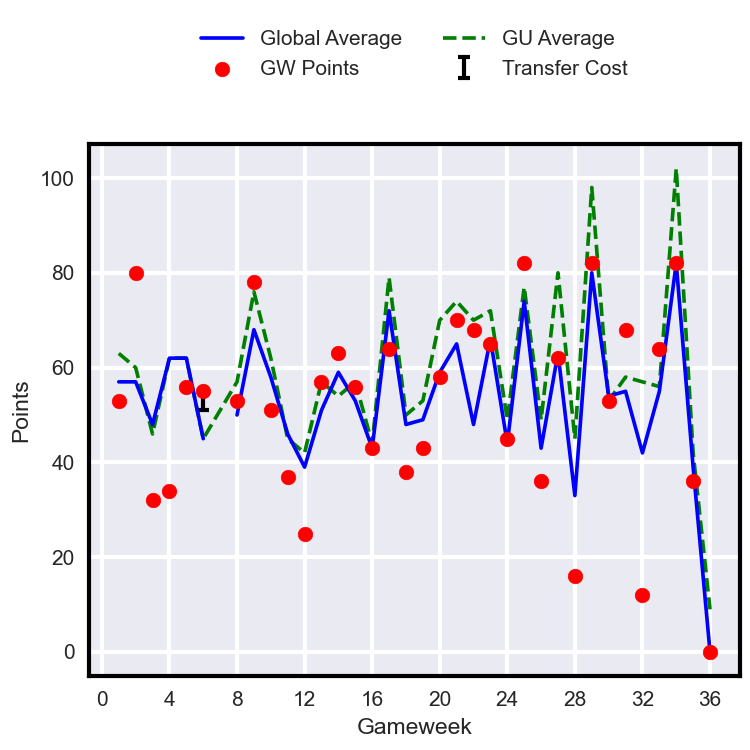 Global Average
GU Average
GW Points
Transfer Cost
100
80
60
40
20
0
Points
0 4 8 12 16 20 24 28 32 36
Gameweek